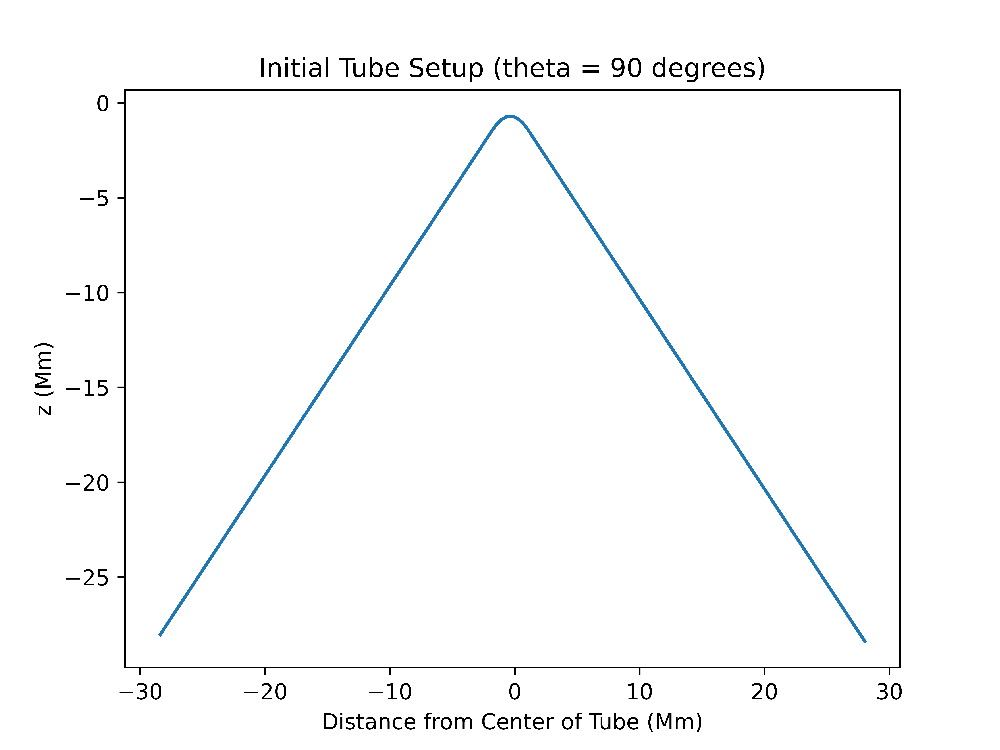 Initial Tube Setup (theta = 90 degrees)
0
−5
−10
−15
−20
−25
z (Mm)
−30 −20 −10 0 10 20 30
Distance from Center of Tube (Mm)